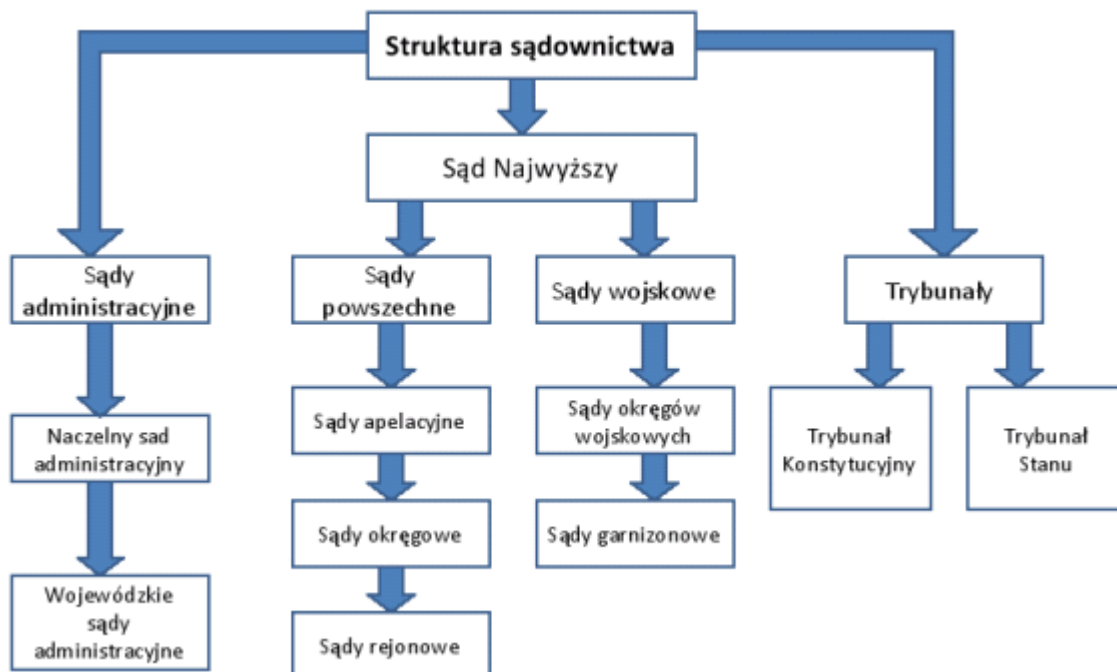 Struktura sądownictwa
Sąd Najwyższy
Sądy
administracyjne
Sądy
powszechne
Sądy wojskowe
Trybunały
Naczelny sad
administracyjny
Sądy apelacyjne
Sądy okręgów
wojskowych
Trybunał
Konstytucyjny
Trybunał
Stanu
Sądy okręgowe
Sądy garnizonowe
Wojewódzkie
sądy
administracyjne
Sądy rejonowe